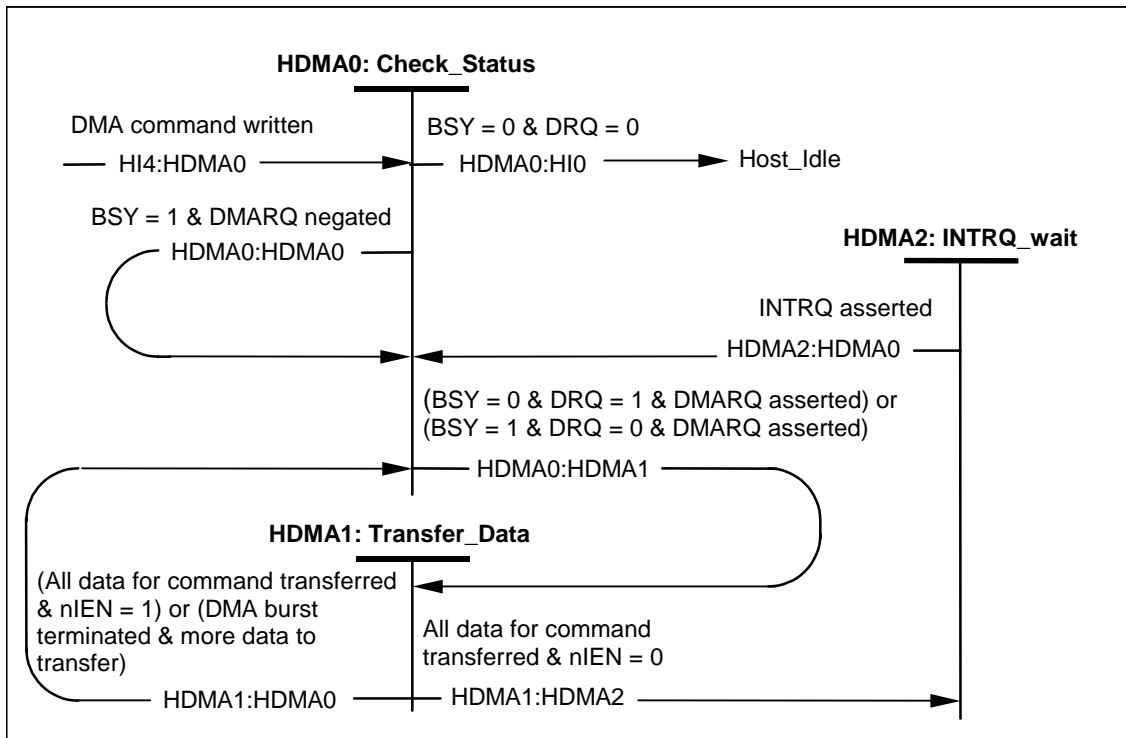 HDMA0: Check_Status
DMA command written
BSY = 0 & DRQ = 0
HI4:HDMA0
HDMA0:HI0
Host_Idle
BSY = 1 & DMARQ negated
HDMA0:HDMA0
HDMA2: INTRQ_wait
INTRQ asserted
HDMA2:HDMA0
(BSY = 0 & DRQ = 1 & DMARQ asserted) or
(BSY = 1 & DRQ = 0 & DMARQ asserted)
HDMA0:HDMA1
HDMA1: Transfer_Data
(All data for command transferred
& nIEN = 1) or (DMA burst
terminated & more data to
transfer)
All data for command
transferred & nIEN = 0
HDMA1:HDMA0
HDMA1:HDMA2